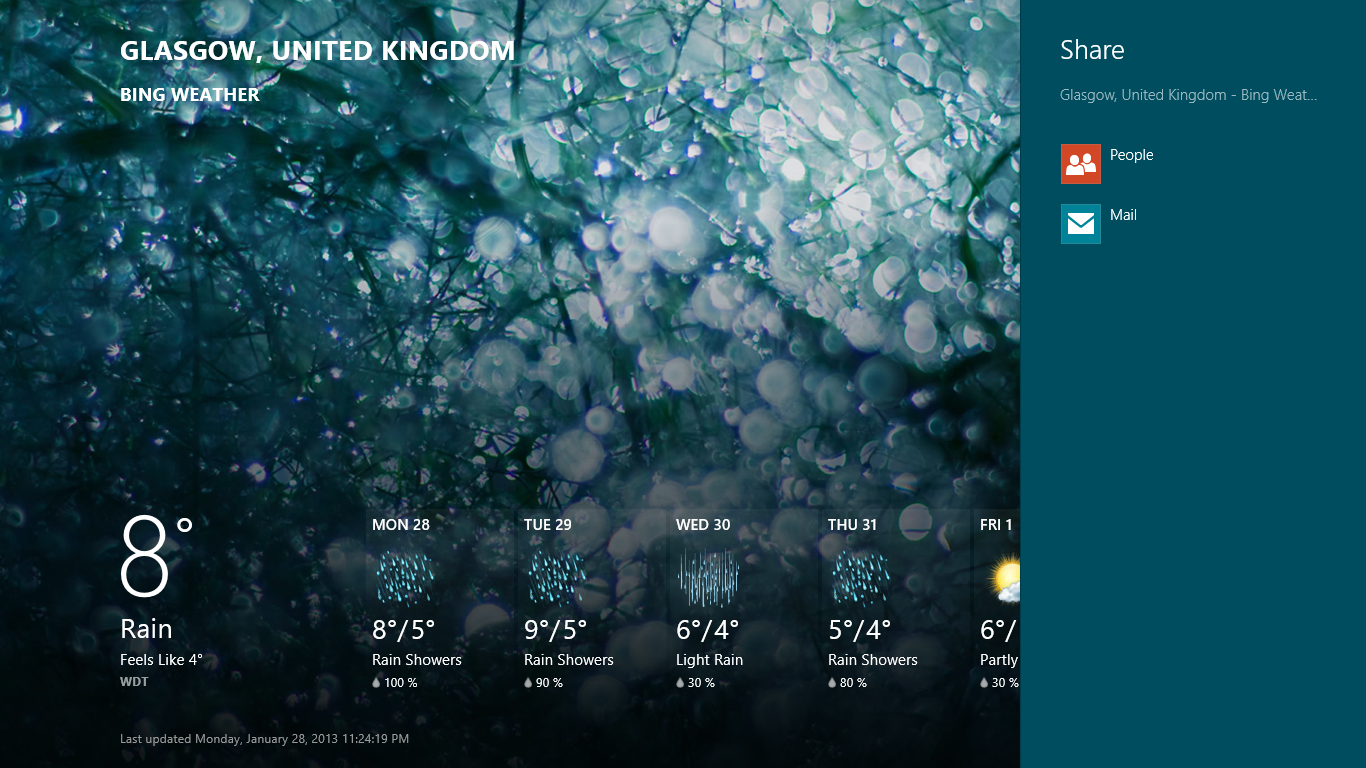 GLASGOW, UNITED KINGDOM
BING WEATHER
8°
Rain
Feels Like 4°
WDT
MON 28
8°/5°
Rain Showers
100 %
TUE 29
9°/5°
Rain Showers
90 %
WED 30
6°/4°
Light Rain
30 %
THU 31
5°/4°
Rain Showers
80 %
FRI 1
6°/
Partly
30 %
Last updated Monday, January 28, 2013 11:24:19 PM
Share
Glasgow, United Kingdom - Bing Weat...
People
Mail